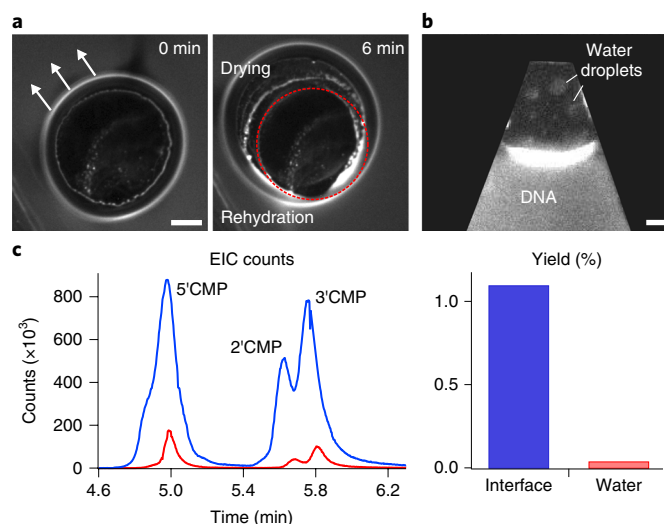 a
0 min
6 min
Drying
Rehydration
b
Water
droplets
DNA
c
EIC counts
Counts (×10³)
800
600
400
200
0
5'CMP
2'CMP
3'CMP
4.6
5.0
5.4
5.8
6.2
Time (min)
Yield (%)
1.0
0.5
0.0
Interface
Water